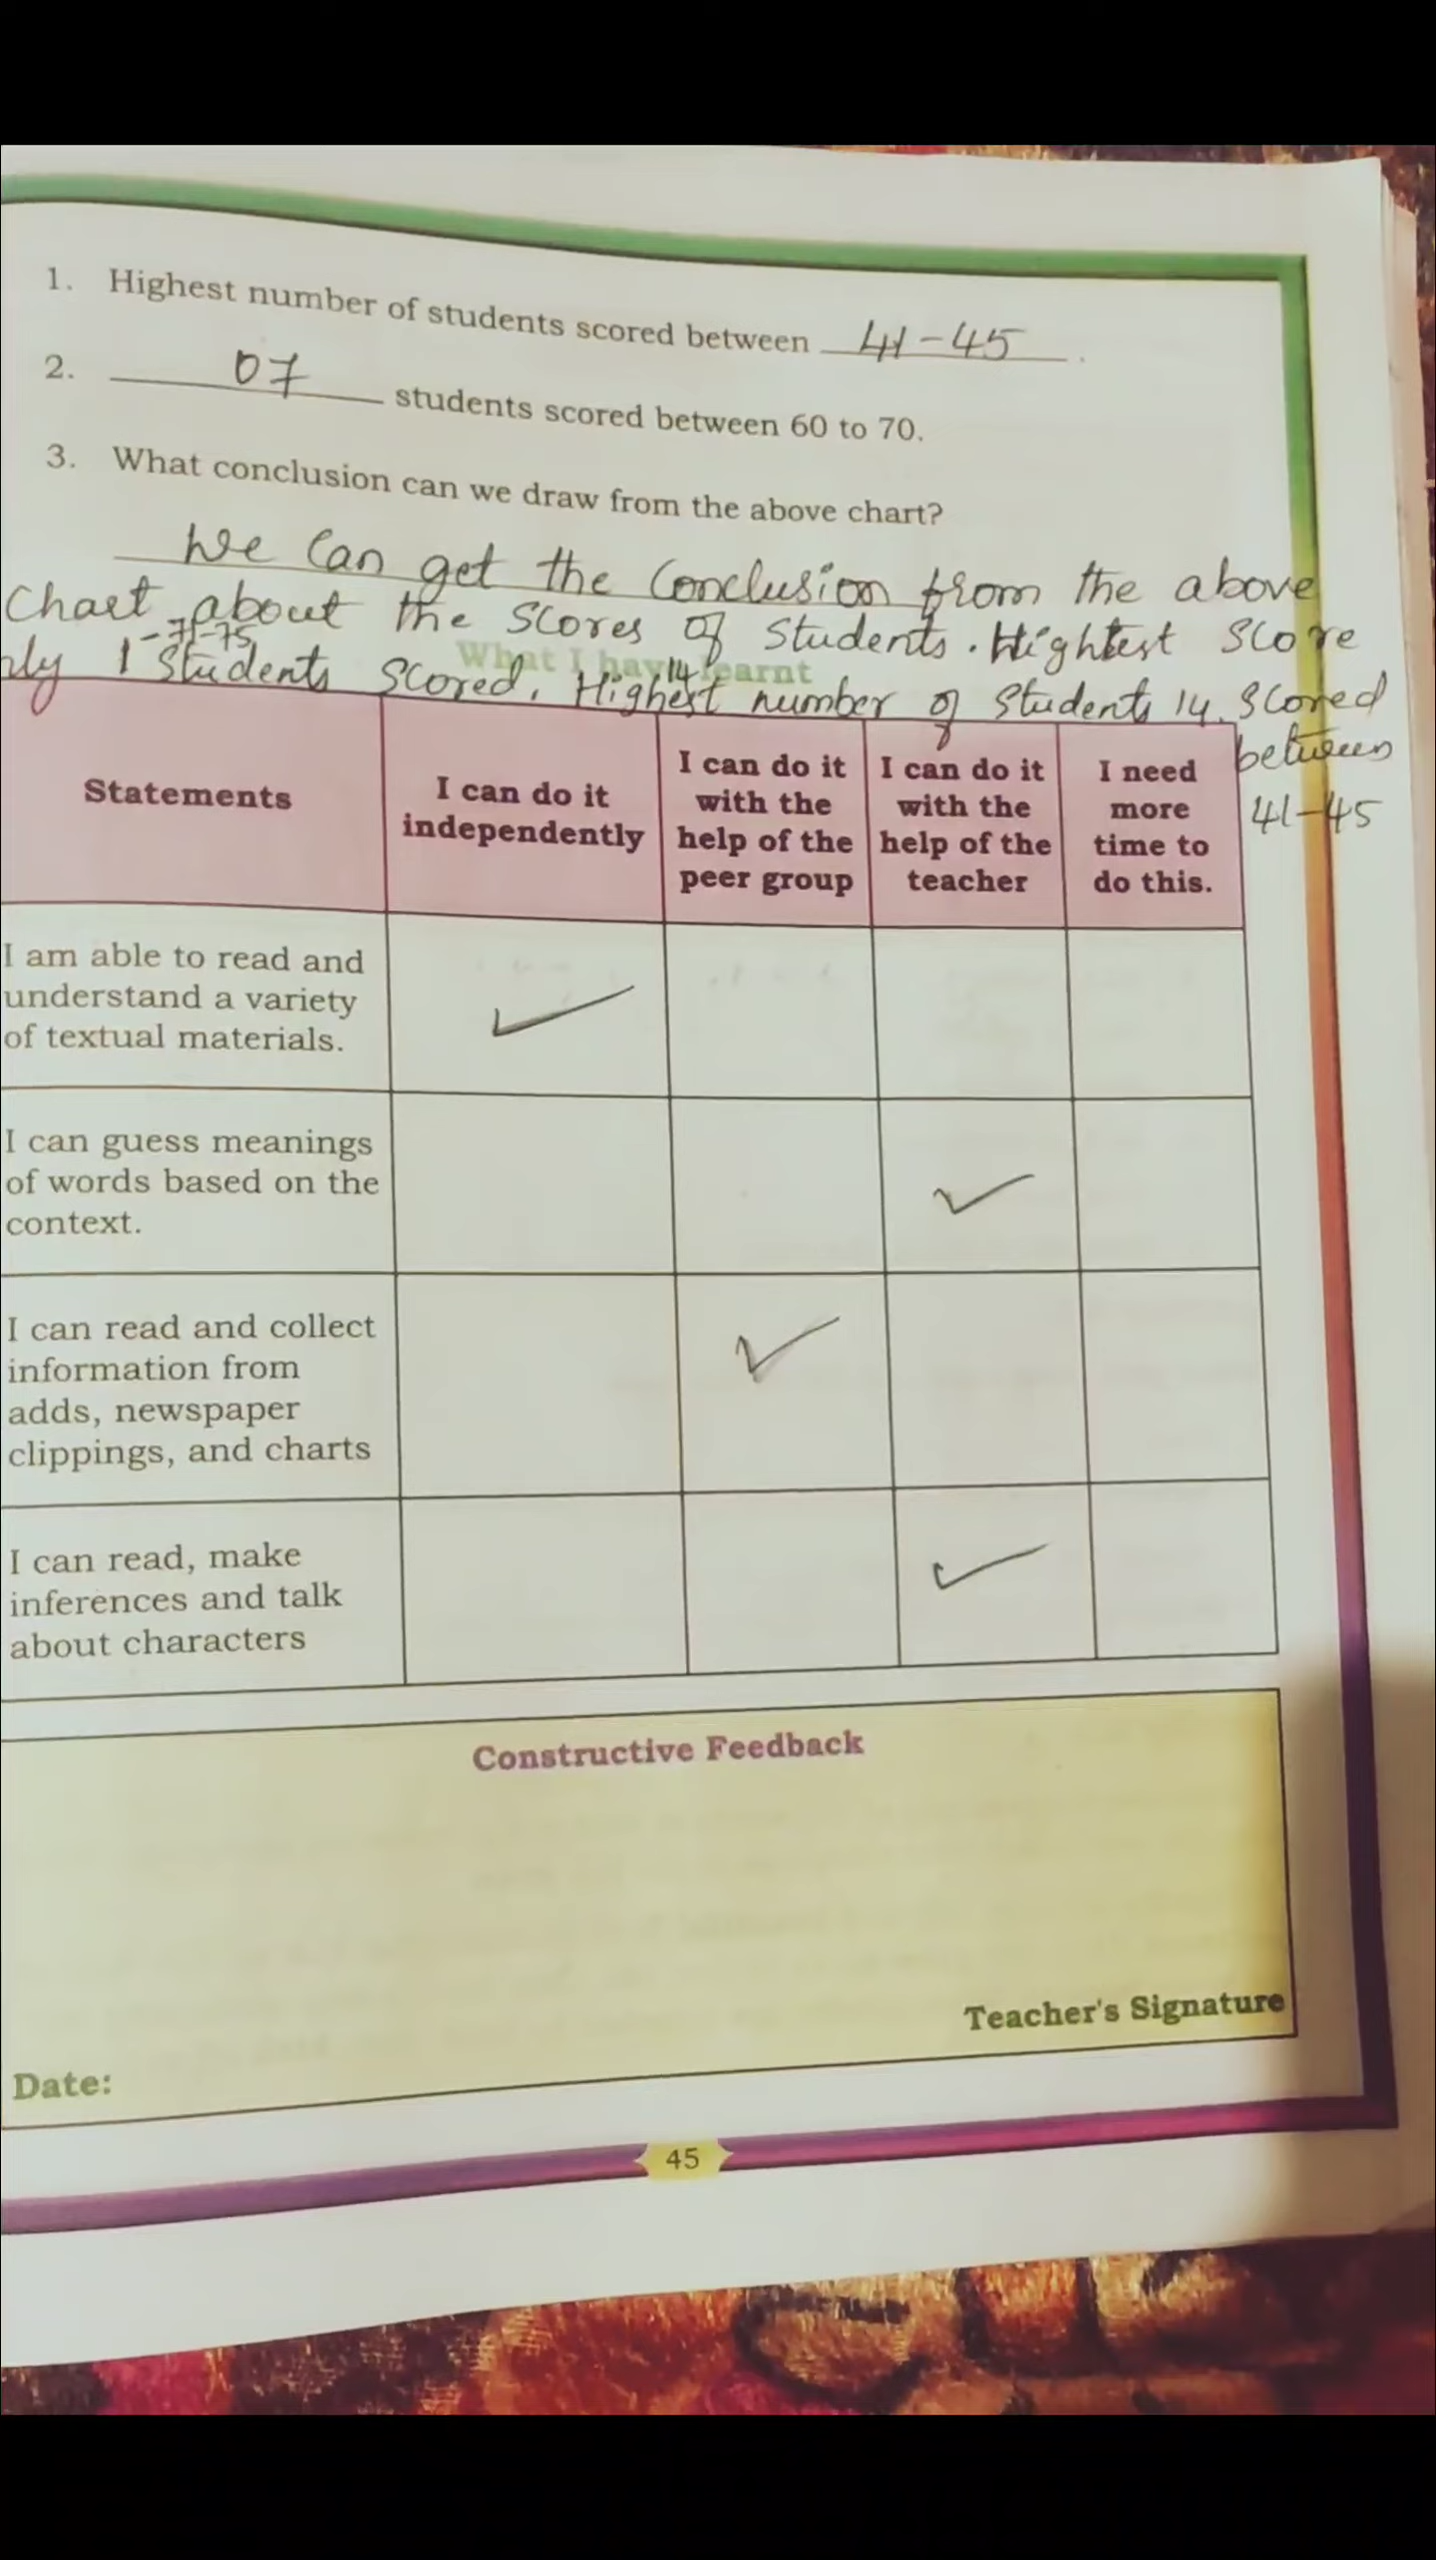 1. Highest number of students scored between 41-45.
2. 07 students scored between 60 to 70.
3. What conclusion can we draw from the above chart?
We can get the conclusion from the above
Chart about the scores of students. Hightest score
-71-75
nly 1 students scored. Highest number of students 14 scored
14
between
41-45
What I have learnt
Statements
I can do it independently
I can do it with the help of the peer group
I can do it with the help of the teacher
I need more time to do this.
I am able to read and
understand a variety
of textual materials.
I can guess meanings
of words based on the
context.
I can read and collect
information from
adds, newspaper
clippings, and charts
I can read, make
inferences and talk
about characters
Constructive Feedback
Teacher's Signature
Date:
45